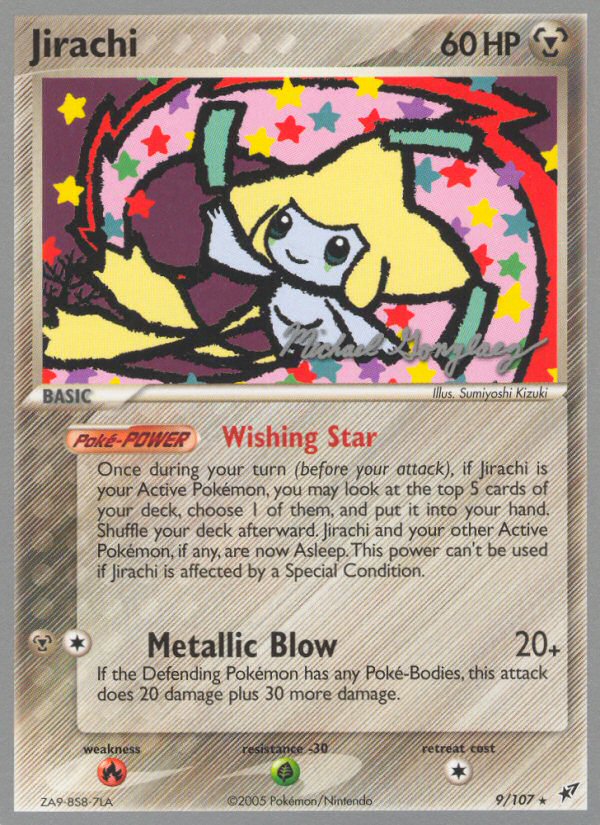 Jirachi 60 HP
Michael Gonzalez
BASIC
Illus. Sumiyoshi Kizuki
Poké-POWER Wishing Star
Once during your turn (before your attack), if Jirachi is
your Active Pokémon, you may look at the top 5 cards of
your deck, choose 1 of them, and put it into your hand.
Shuffle your deck afterward. Jirachi and your other Active
Pokémon, if any, are now Asleep. This power can't be used
if Jirachi is affected by a Special Condition.
Metallic Blow 20+
If the Defending Pokémon has any Poké-Bodies, this attack
does 20 damage plus 30 more damage.
weakness resistance -30 retreat cost
ZA9-8S8-7LA ©2005 Pokémon/Nintendo 9/107 ★